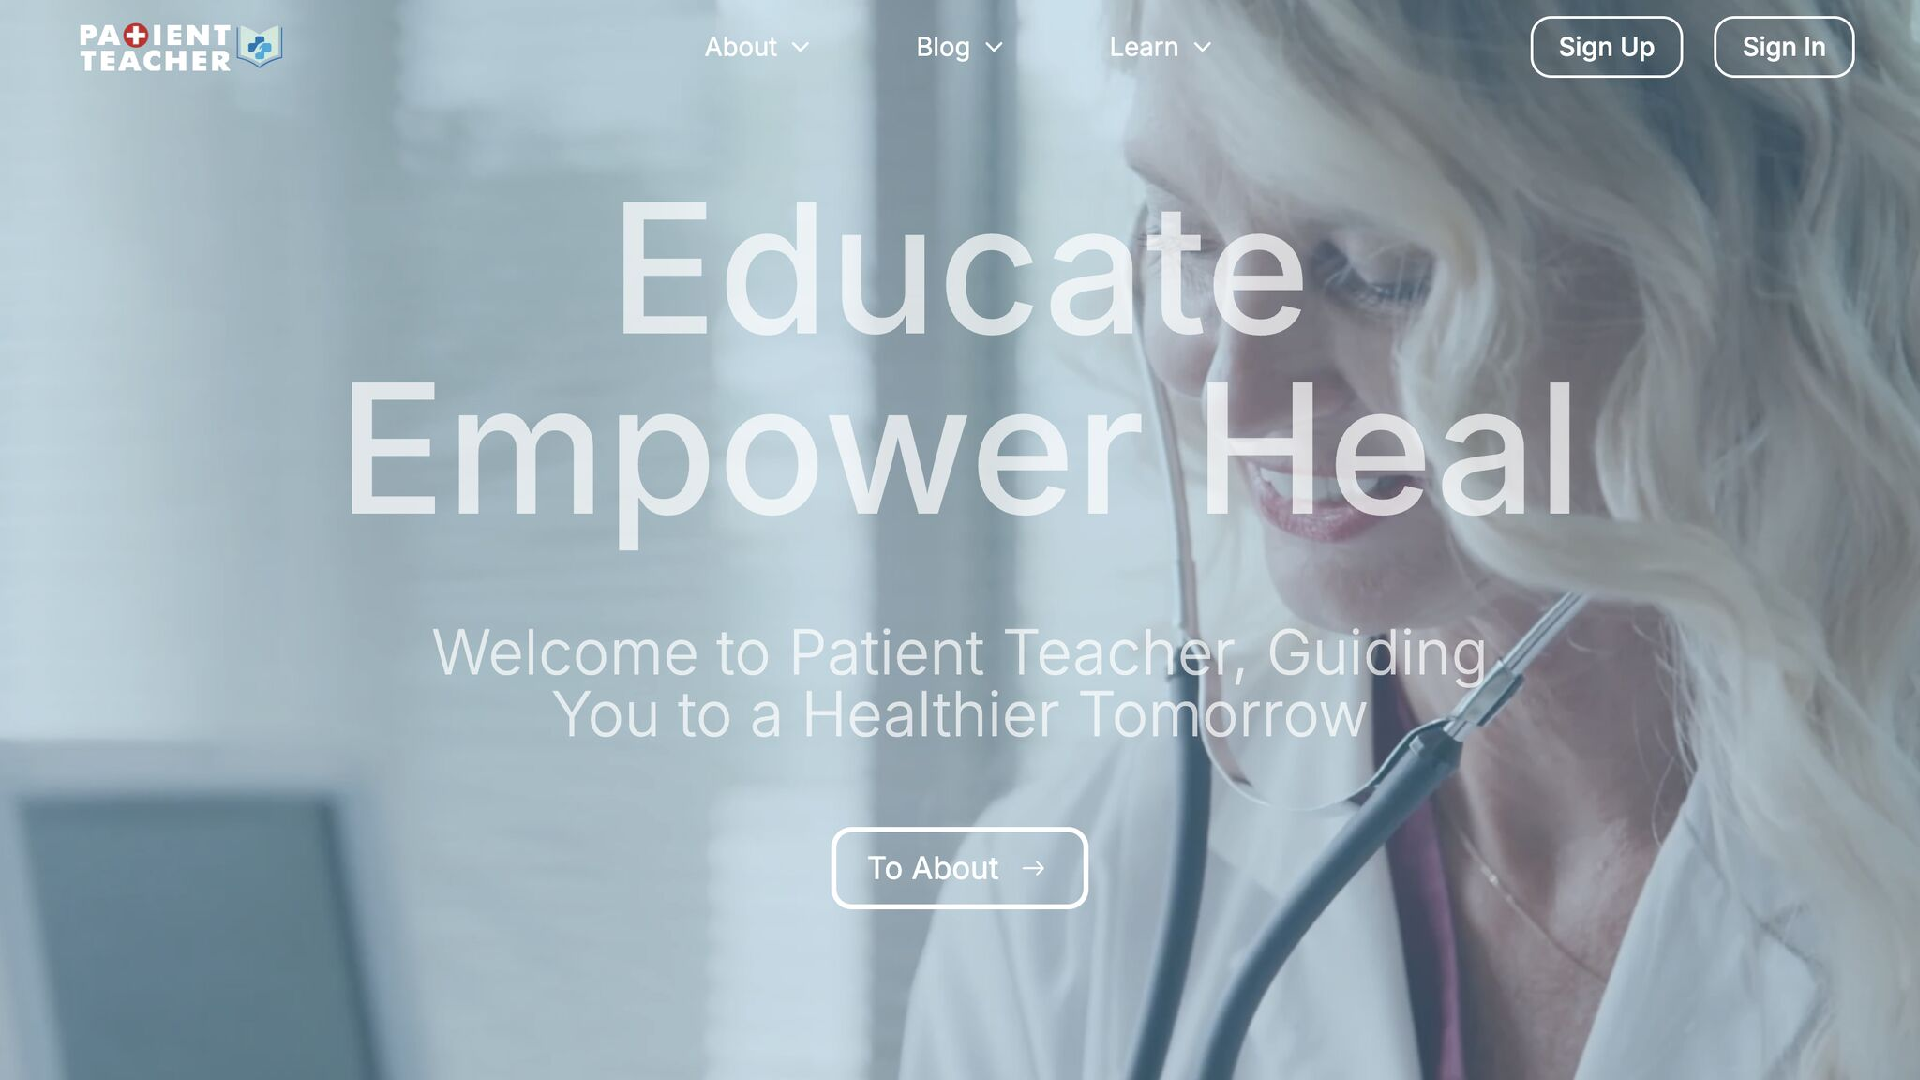 PATIENT
TEACHER
About
Blog
Learn
Sign Up
Sign In
Educate
Empower Heal
Welcome to Patient Teacher, Guiding
You to a Healthier Tomorrow
To About →